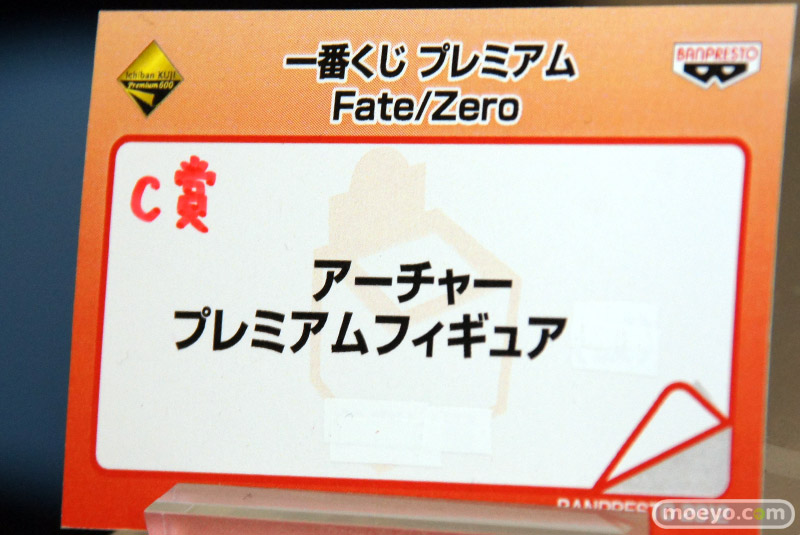 Ichiban KUJI
Premium600
一番くじ プレミアム
Fate/Zero
BANPRESTO
C賞
アーチャー
プレミアムフィギュア
BANPREST
moeyo.com